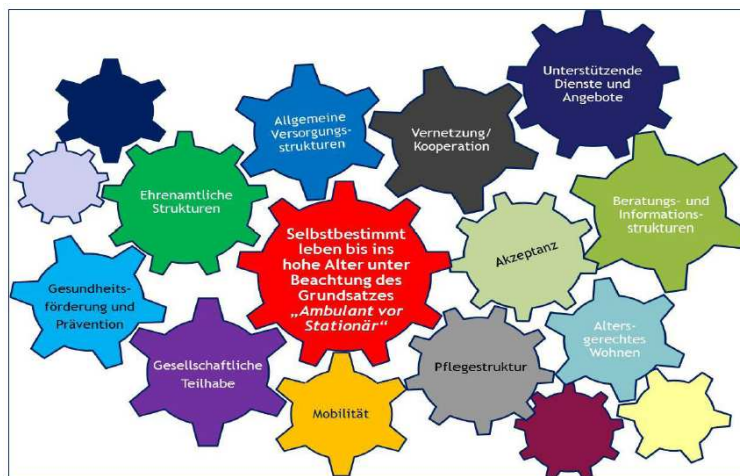 Unterstützende
Dienste und
Angebote
Allgemeine
Versorgungs-
strukturen
Vernetzung/
Kooperation
Ehrenamtliche
Strukturen
Beratungs- und
Informations-
strukturen
Selbstbestimmt
leben bis ins
hohe Alter unter
Beachtung des
Grundsatzes
„Ambulant vor
Stationär“
Akzeptanz
Gesundheits-
förderung und
Prävention
Alters-
gerechtes
Wohnen
Gesellschaftliche
Teilhabe
Pflegestruktur
Mobilität